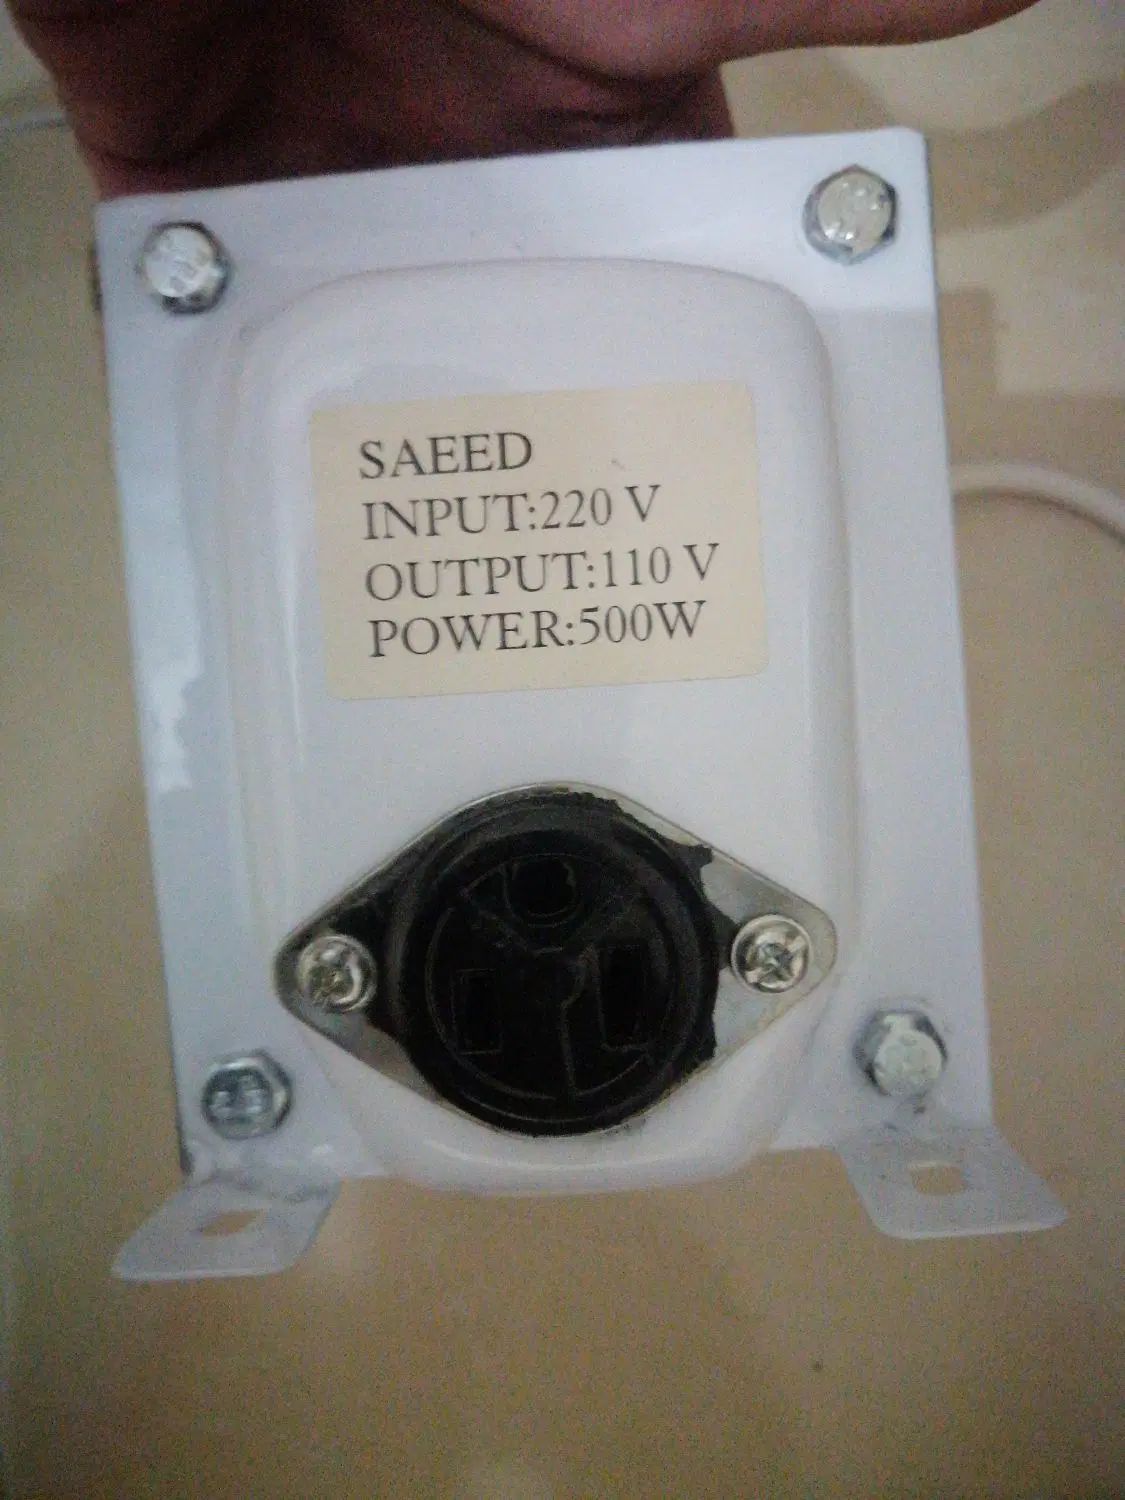 SAEED
INPUT:220 V
OUTPUT:110 V
POWER:500W